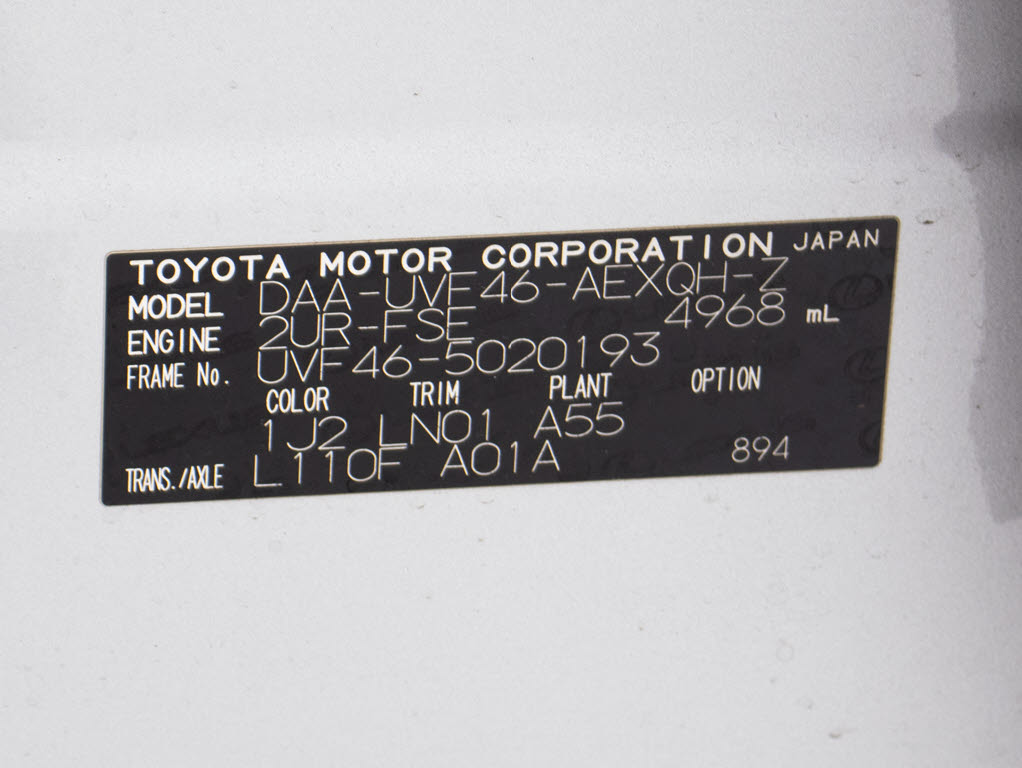 TOYOTA MOTOR CORPORATION JAPAN
MODEL DAA-UVF46-AEXQH-Z
ENGINE 2UR-FSE 4968 mL
FRAME No. UVF46-5020193
COLOR TRIM PLANT OPTION
1J2 LN01 A55
TRANS./AXLE L110F A01A 894